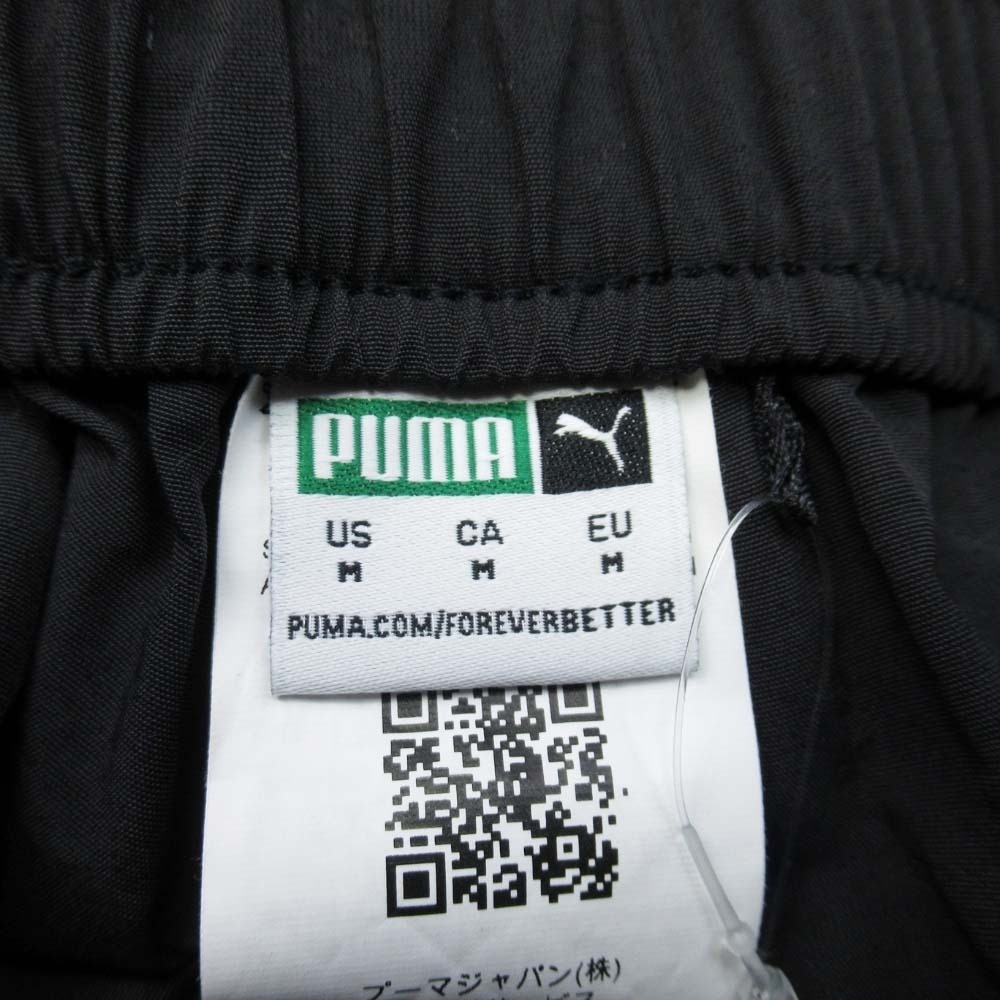 PUMA
US CA EU
M M M
PUMA.COM/FOREVERBETTER
プーマジャパン(株)